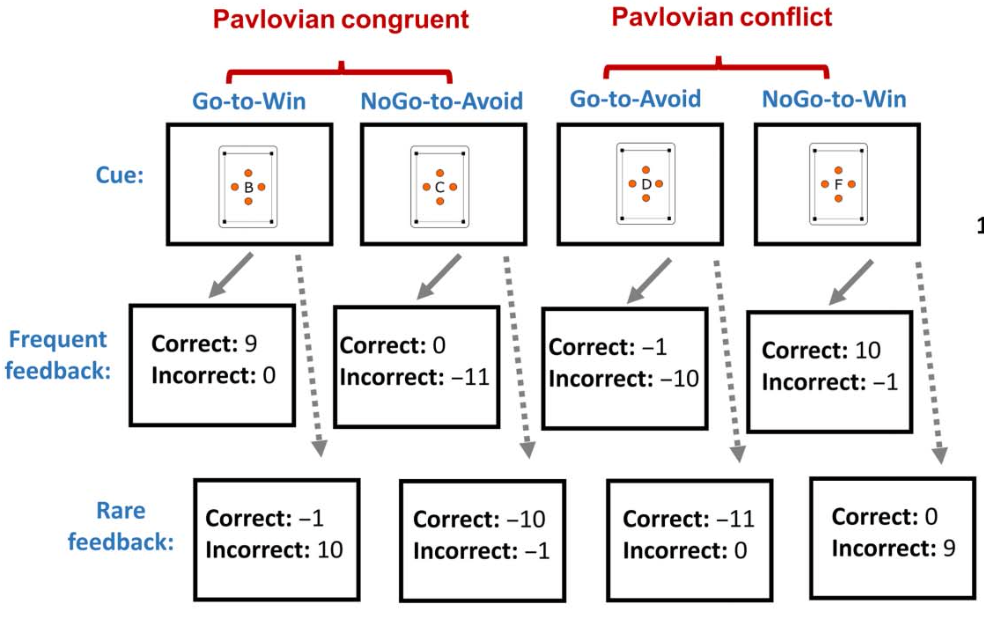 Pavlovian congruent
Pavlovian conflict
Go-to-Win
NoGo-to-Avoid
Go-to-Avoid
NoGo-to-Win
Cue:
B
C
D
F
1
Frequent
feedback:
Correct: 9
Incorrect: 0
Correct: 0
Incorrect: −11
Correct: −1
Incorrect: −10
Correct: 10
Incorrect: −1
Rare
feedback:
Correct: −1
Incorrect: 10
Correct: −10
Incorrect: −1
Correct: −11
Incorrect: 0
Correct: 0
Incorrect: 9